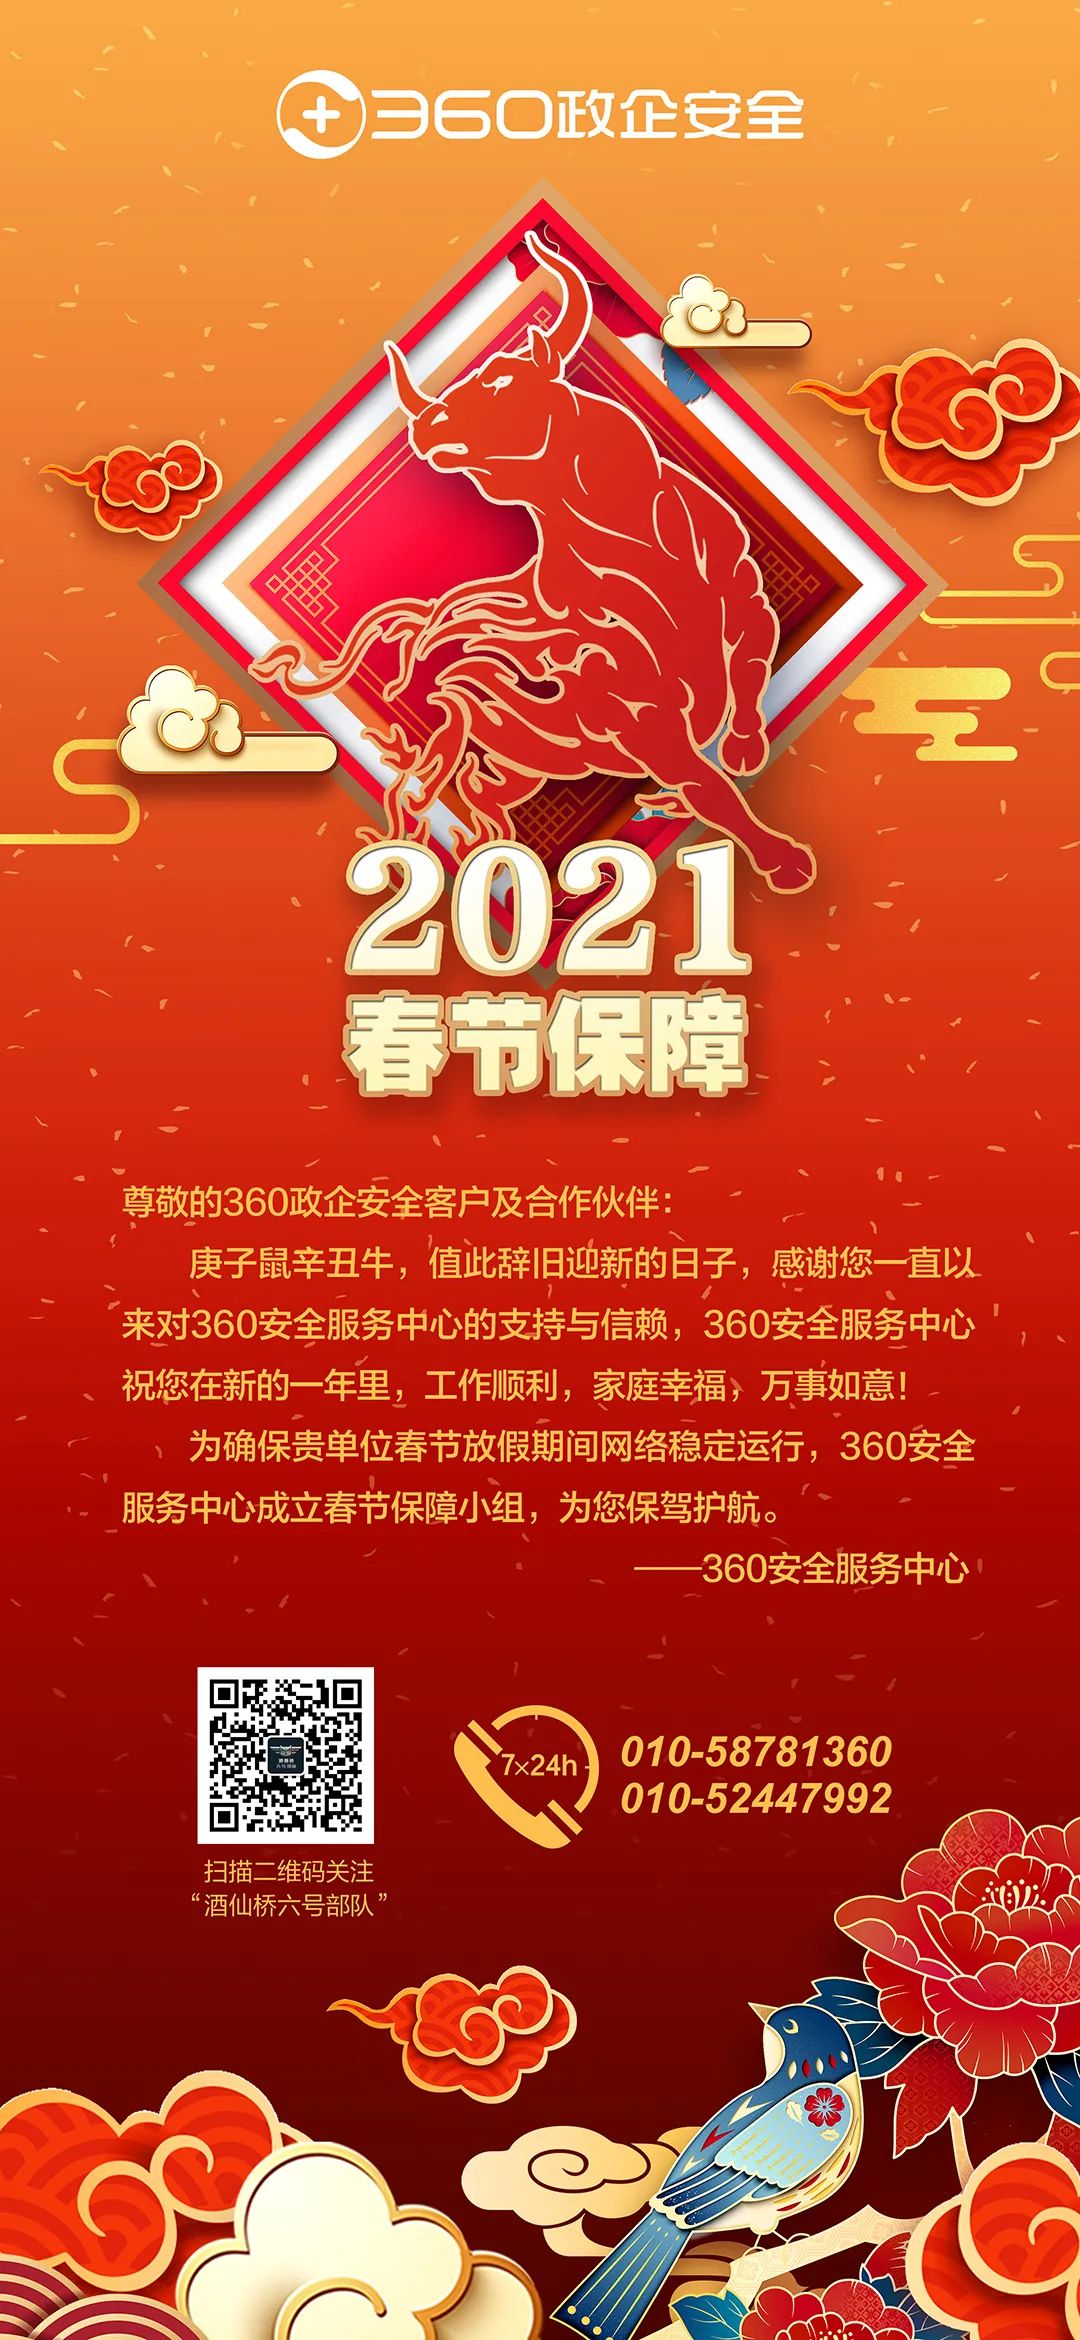 360政企安全
2021
春节保障
尊敬的360政企安全客户及合作伙伴：
庚子鼠辛丑牛，值此辞旧迎新的日子，感谢您一直以
来对360安全服务中心的支持与信赖，360安全服务中心
祝您在新的一年里，工作顺利，家庭幸福，万事如意！
为确保贵单位春节放假期间网络稳定运行，360安全
服务中心成立春节保障小组，为您保驾护航。
——360安全服务中心
7×24h
010-58781360
010-52447992
扫描二维码关注
“酒仙桥六号部队”